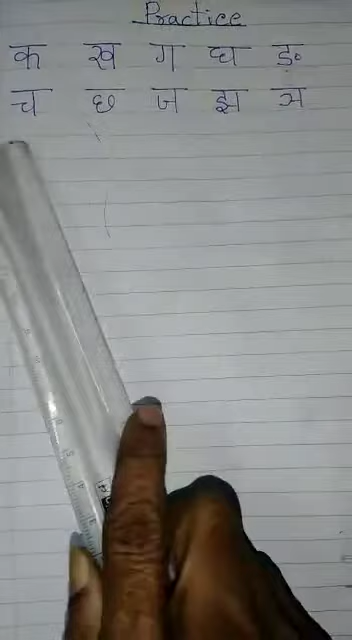 Practice
क ख ग घ ङ
च छ ज झ ञ